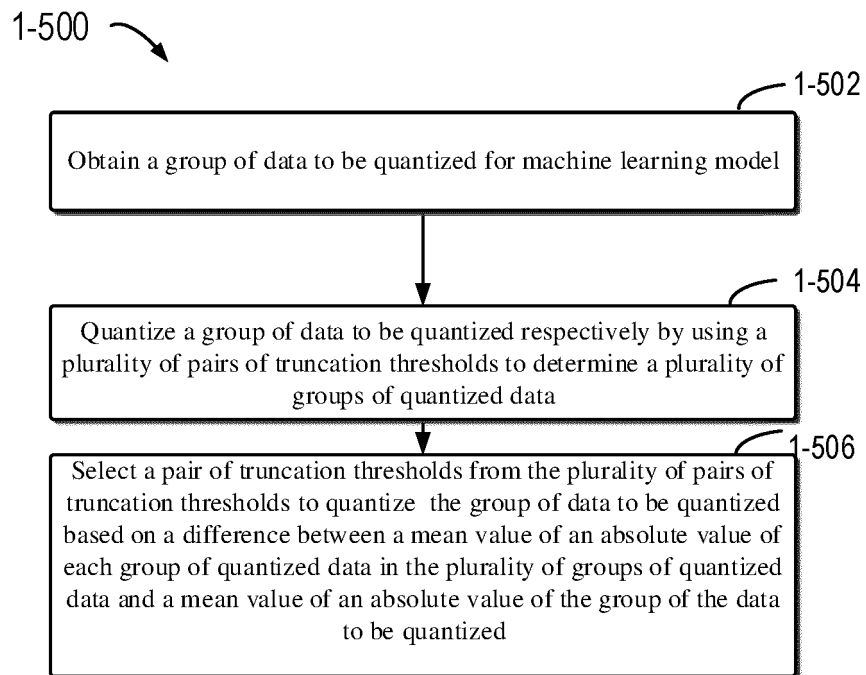 1-500
1-502
Obtain a group of data to be quantized for machine learning model
1-504
Quantize a group of data to be quantized respectively by using a
plurality of pairs of truncation thresholds to determine a plurality of
groups of quantized data
1-506
Select a pair of truncation thresholds from the plurality of pairs of
truncation thresholds to quantize the group of data to be quantized
based on a difference between a mean value of an absolute value of
each group of quantized data in the plurality of groups of quantized
data and a mean value of an absolute value of the group of the data
to be quantized